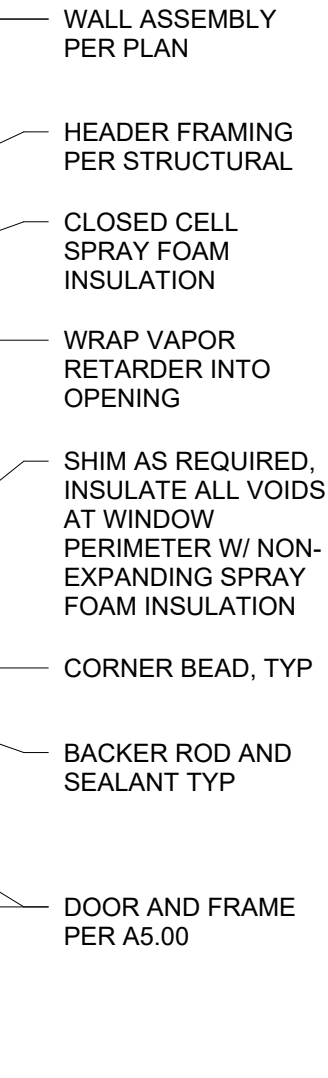 WALL ASSEMBLY
PER PLAN
HEADER FRAMING
PER STRUCTURAL
CLOSED CELL
SPRAY FOAM
INSULATION
WRAP VAPOR
RETARDER INTO
OPENING
SHIM AS REQUIRED,
INSULATE ALL VOIDS
AT WINDOW
PERIMETER W/ NON-
EXPANDING SPRAY
FOAM INSULATION
CORNER BEAD, TYP
BACKER ROD AND
SEALANT TYP
DOOR AND FRAME
PER A5.00